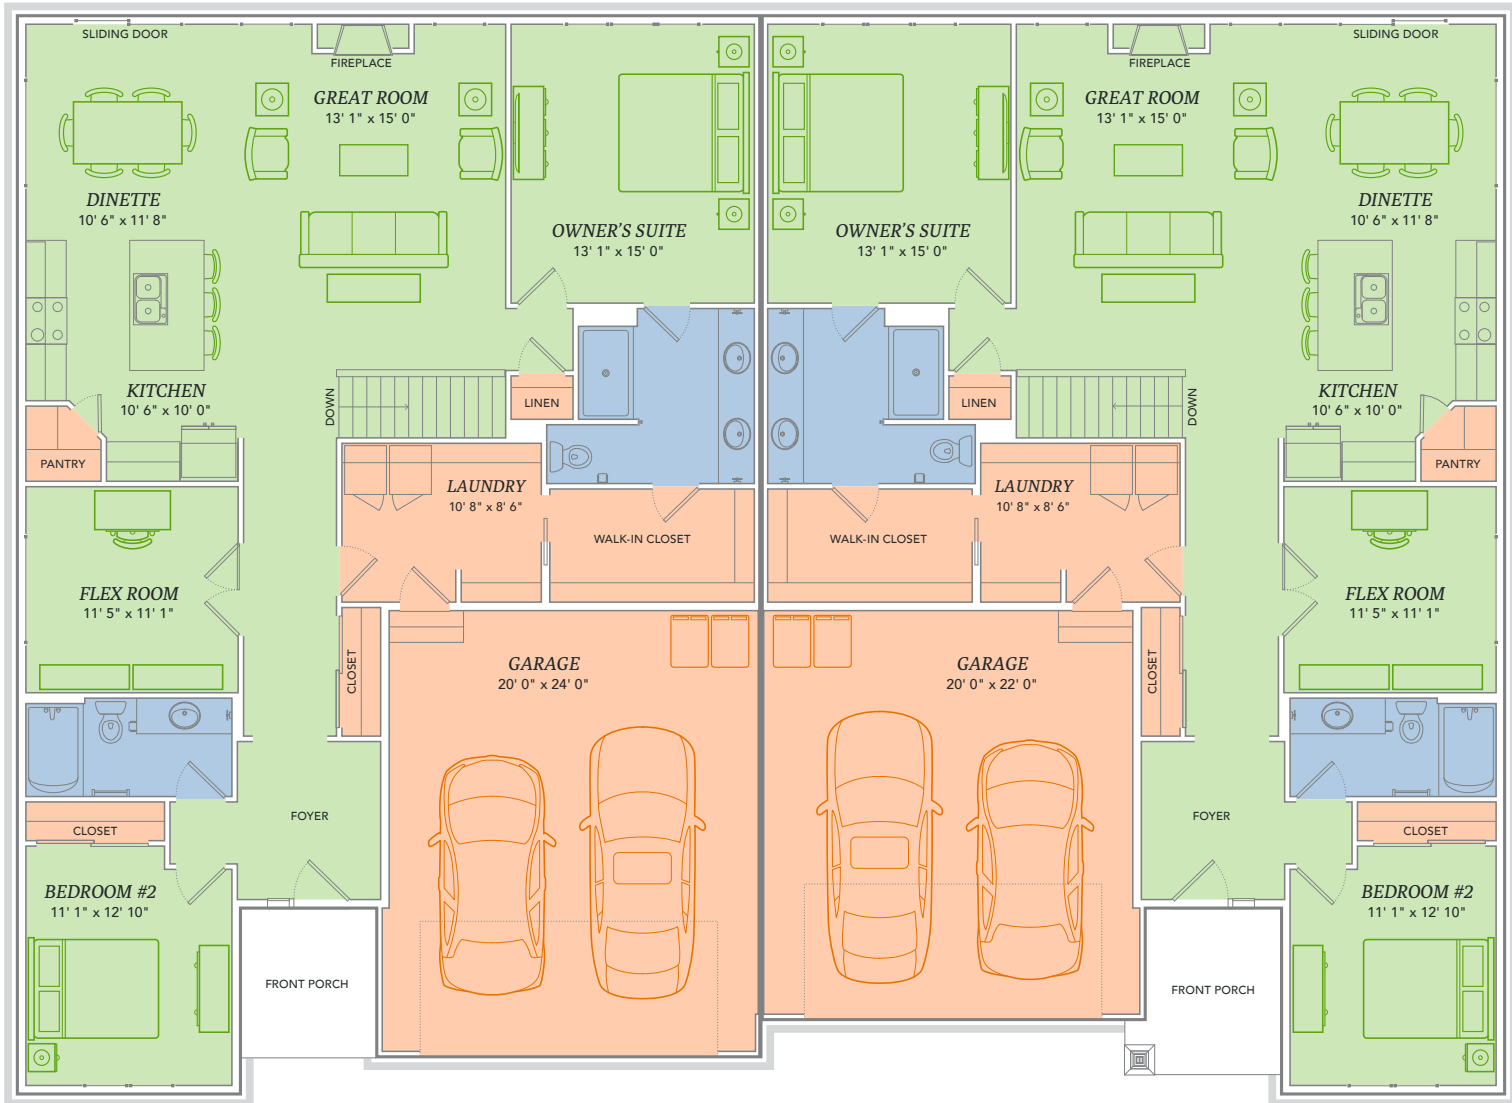 SLIDING DOOR
FIREPLACE
GREAT ROOM
13' 1" x 15' 0"
DINETTE
10' 6" x 11' 8"
OWNER'S SUITE
13' 1" x 15' 0"
KITCHEN
10' 6" x 10' 0"
DOWN
LINEN
PANTRY
LAUNDRY
10' 8" x 8' 6"
WALK-IN CLOSET
FLEX ROOM
11' 5" x 11' 1"
CLOSET
GARAGE
20' 0" x 24' 0"
FOYER
CLOSET
BEDROOM #2
11' 1" x 12' 10"
FRONT PORCH
SLIDING DOOR
FIREPLACE
GREAT ROOM
13' 1" x 15' 0"
DINETTE
10' 6" x 11' 8"
OWNER'S SUITE
13' 1" x 15' 0"
KITCHEN
10' 6" x 10' 0"
DOWN
LINEN
PANTRY
LAUNDRY
10' 8" x 8' 6"
WALK-IN CLOSET
FLEX ROOM
11' 5" x 11' 1"
CLOSET
GARAGE
20' 0" x 22' 0"
FOYER
CLOSET
BEDROOM #2
11' 1" x 12' 10"
FRONT PORCH